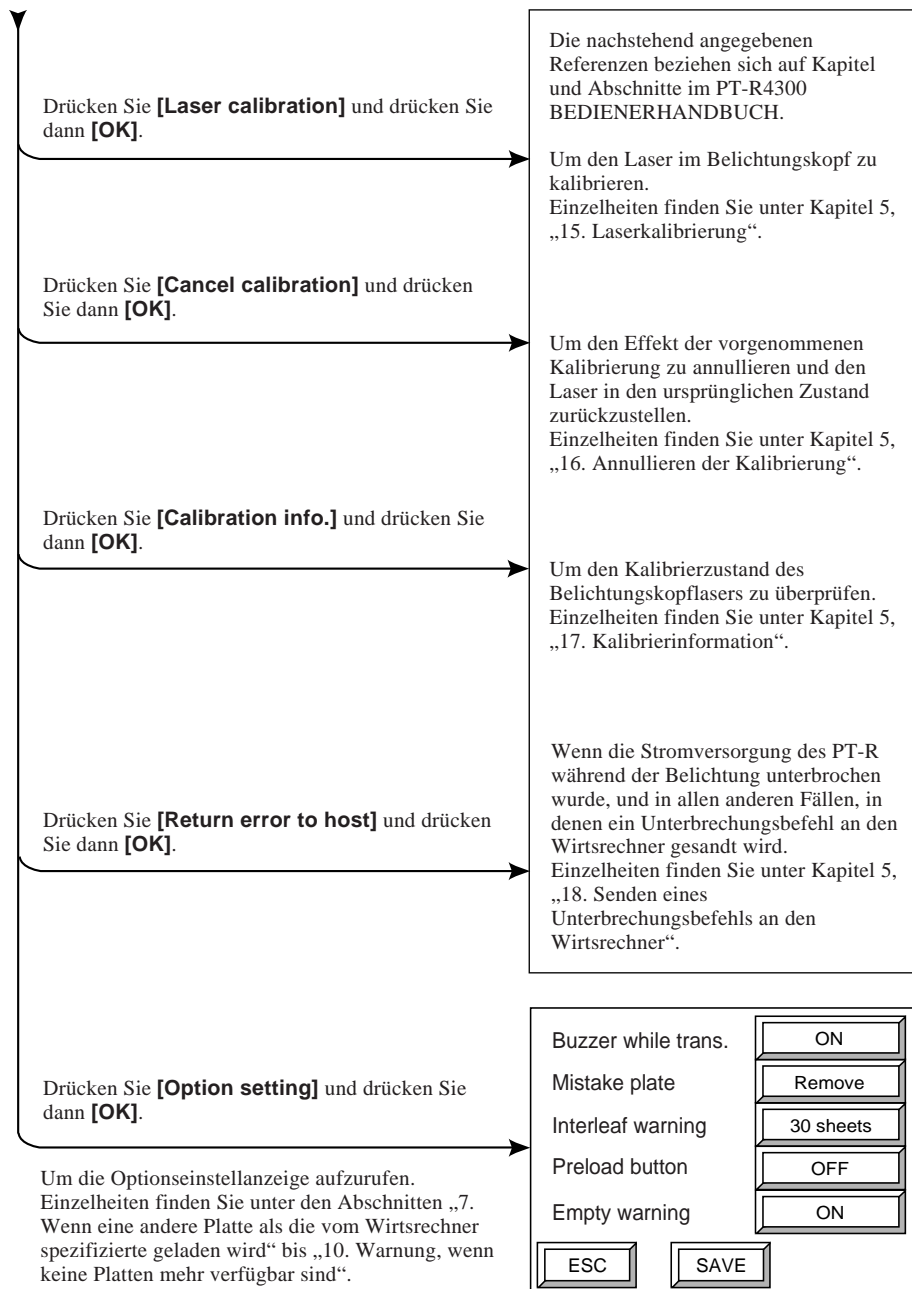 Die nachstehend angegebenen
Referenzen beziehen sich auf Kapitel
und Abschnitte im PT-R4300
BEDIENERHANDBUCH.
Drücken Sie [Laser calibration] und drücken Sie
dann [OK].
Um den Laser im Belichtungskopf zu
kalibrieren.
Einzelheiten finden Sie unter Kapitel 5,
„15. Laserkalibrierung“.
Drücken Sie [Cancel calibration] und drücken
Sie dann [OK].
Um den Effekt der vorgenommenen
Kalibrierung zu annullieren und den
Laser in den ursprünglichen Zustand
zurückzustellen.
Einzelheiten finden Sie unter Kapitel 5,
„16. Annullieren der Kalibrierung“.
Drücken Sie [Calibration info.] und drücken Sie
dann [OK].
Um den Kalibrierzustand des
Belichtungskopflasers zu überprüfen.
Einzelheiten finden Sie unter Kapitel 5,
„17. Kalibrierinformation“.
Drücken Sie [Return error to host] und drücken
Sie dann [OK].
Wenn die Stromversorgung des PT-R
während der Belichtung unterbrochen
wurde, und in allen anderen Fällen, in
denen ein Unterbrechungsbefehl an den
Wirtsrechner gesandt wird.
Einzelheiten finden Sie unter Kapitel 5,
„18. Senden eines
Unterbrechungsbefehls an den
Wirtsrechner“.
Drücken Sie [Option setting] und drücken Sie
dann [OK].
Um die Optionseinstellanzeige aufzurufen.
Einzelheiten finden Sie unter den Abschnitten „7.
Wenn eine andere Platte als die vom Wirtsrechner
spezifizierte geladen wird“ bis „10. Warnung, wenn
keine Platten mehr verfügbar sind“.
Buzzer while trans. ON
Mistake plate Remove
Interleaf warning 30 sheets
Preload button OFF
Empty warning ON
ESC SAVE